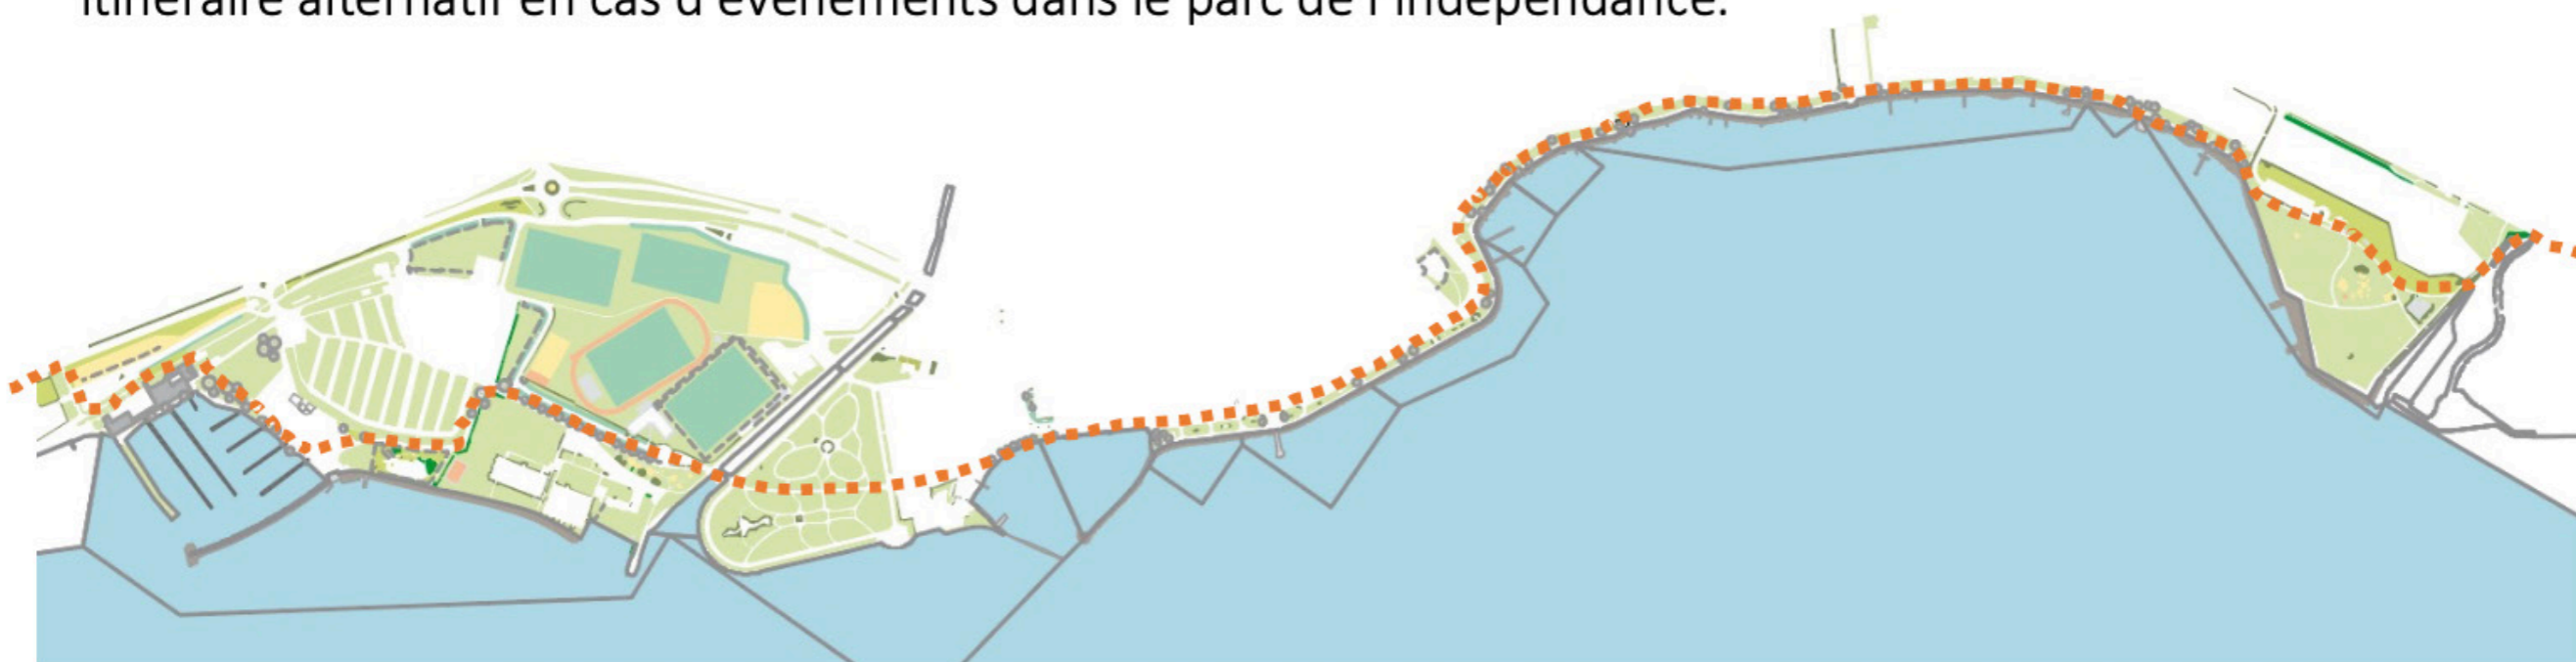 itinéraire alternatif en cas d'événements dans le parc de l'Indépendance.